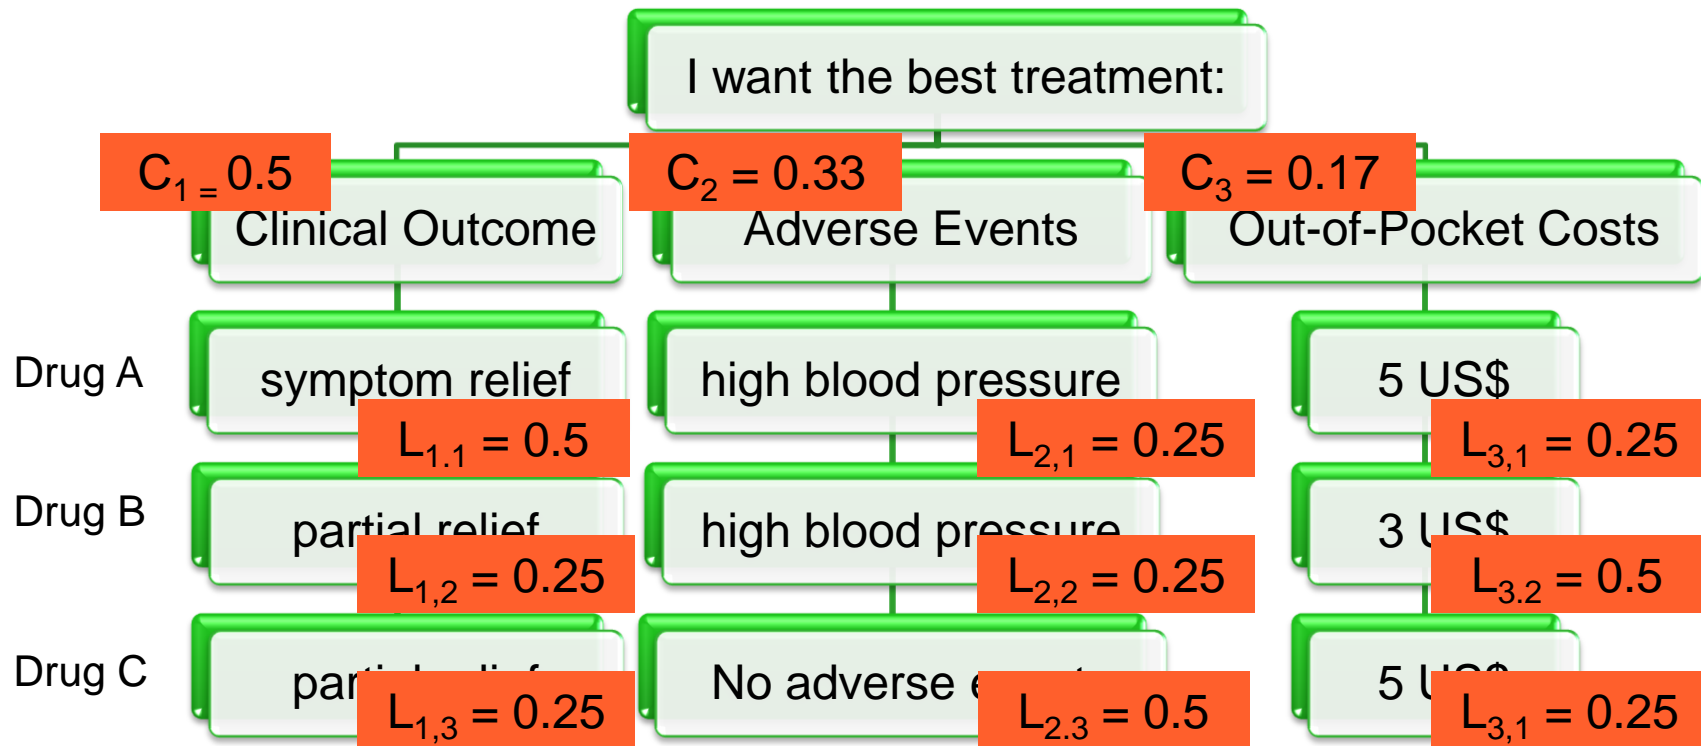 I want the best treatment:
C1 = 0.5
C2 = 0.33
C3 = 0.17
Clinical Outcome
Adverse Events
Out-of-Pocket Costs
Drug A
symptom relief
high blood pressure
5 US$
L1.1 = 0.5
L2,1 = 0.25
L3,1 = 0.25
Drug B
partial relief
high blood pressure
3 US$
L1,2 = 0.25
L2,2 = 0.25
L3.2 = 0.5
Drug C
No adverse
5
L1,3 = 0.25
L2.3 = 0.5
L3,1 = 0.25